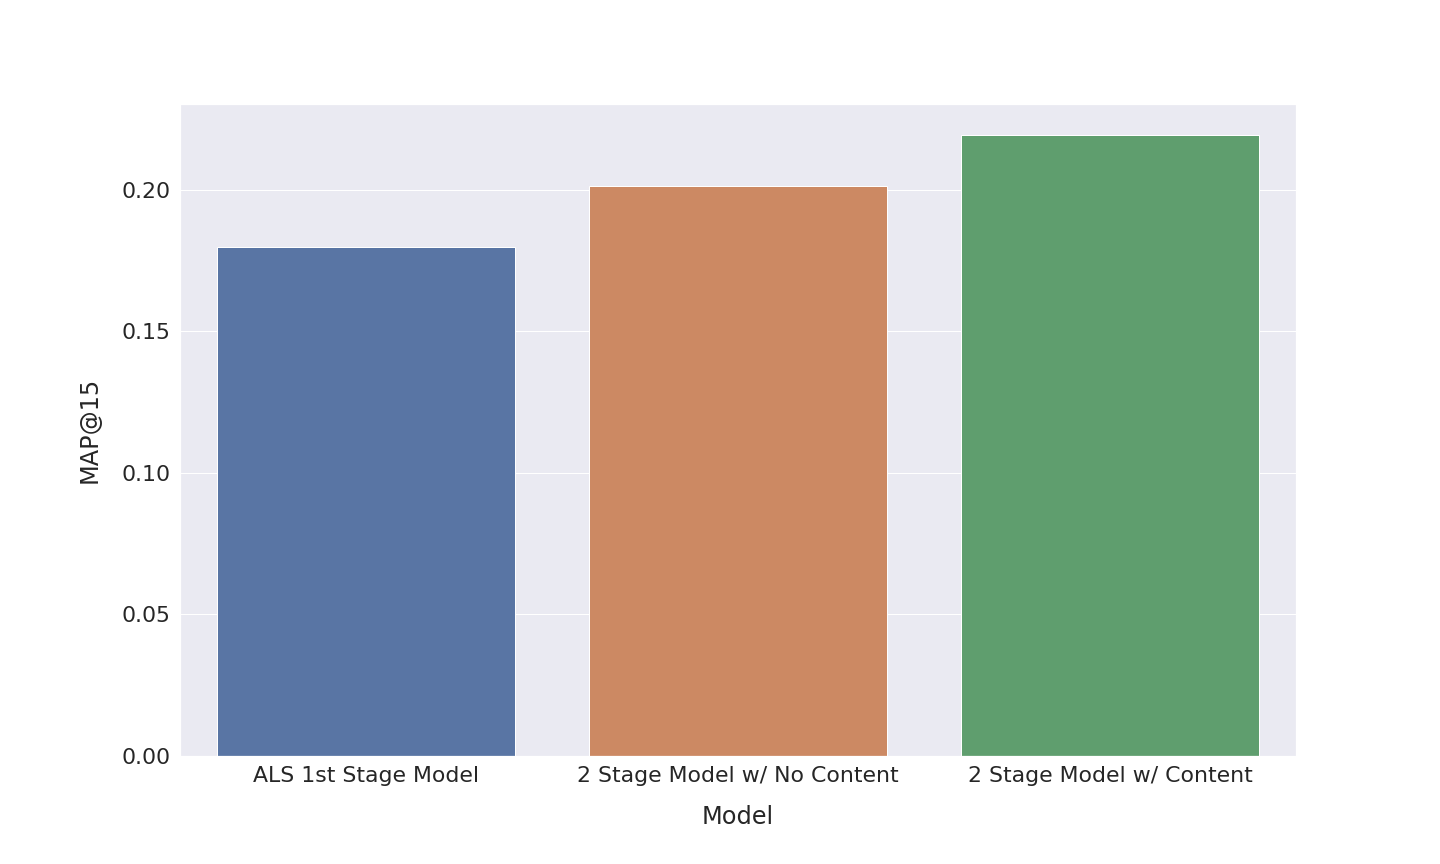 MAP@15
0.20
0.15
0.10
0.05
0.00
ALS 1st Stage Model
2 Stage Model w/ No Content
2 Stage Model w/ Content
Model